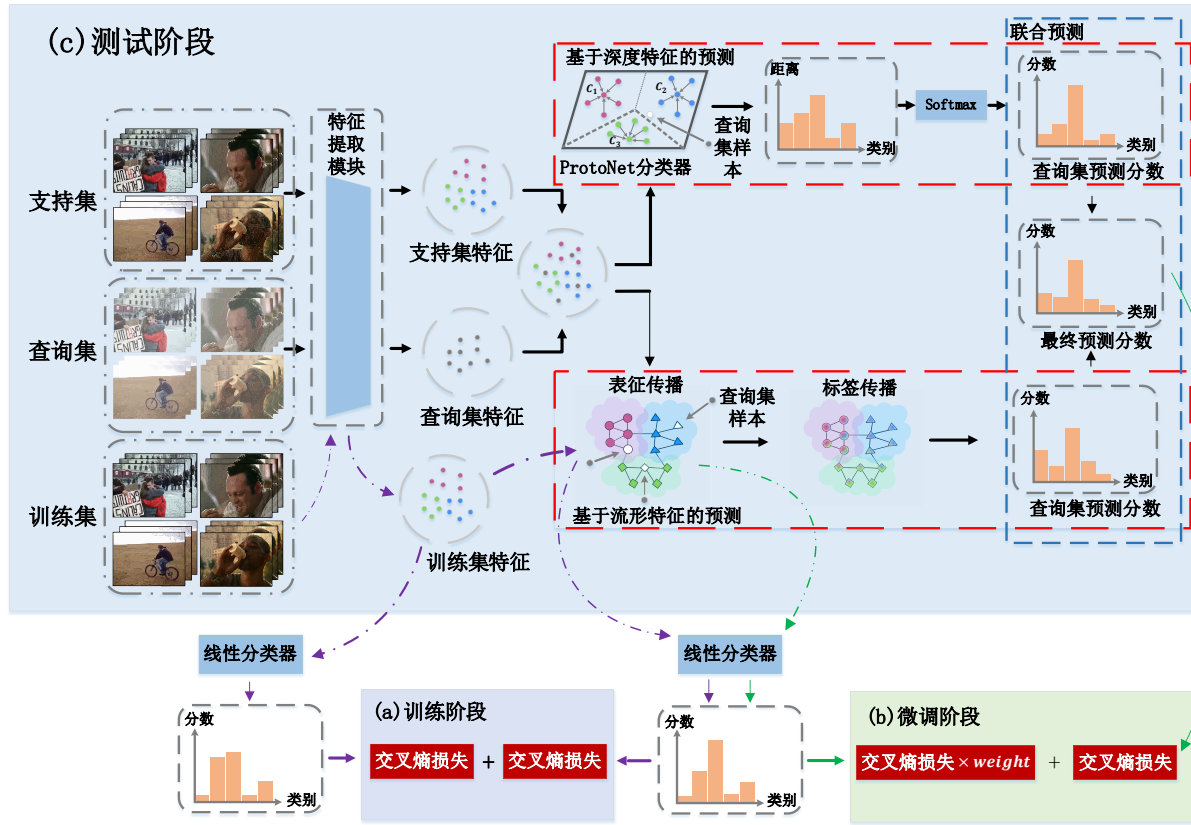 (c)测试阶段
联合预测
基于深度特征的预测
C1
C2
C3
ProtoNet分类器
查询
集样
本
距离
类别
Softmax
分数
类别
查询集预测分数
特征
提取
模块
支持集
支持集特征
分数
类别
最终预测分数
查询集
查询集特征
表征传播
查询集
样本
标签传播
基于流形特征的预测
分数
类别
查询集预测分数
训练集
训练集特征
线性分类器
线性分类器
分数
类别
(a)训练阶段
交叉熵损失 + 交叉熵损失
分数
类别
(b)微调阶段
交叉熵损失×weight + 交叉熵损失